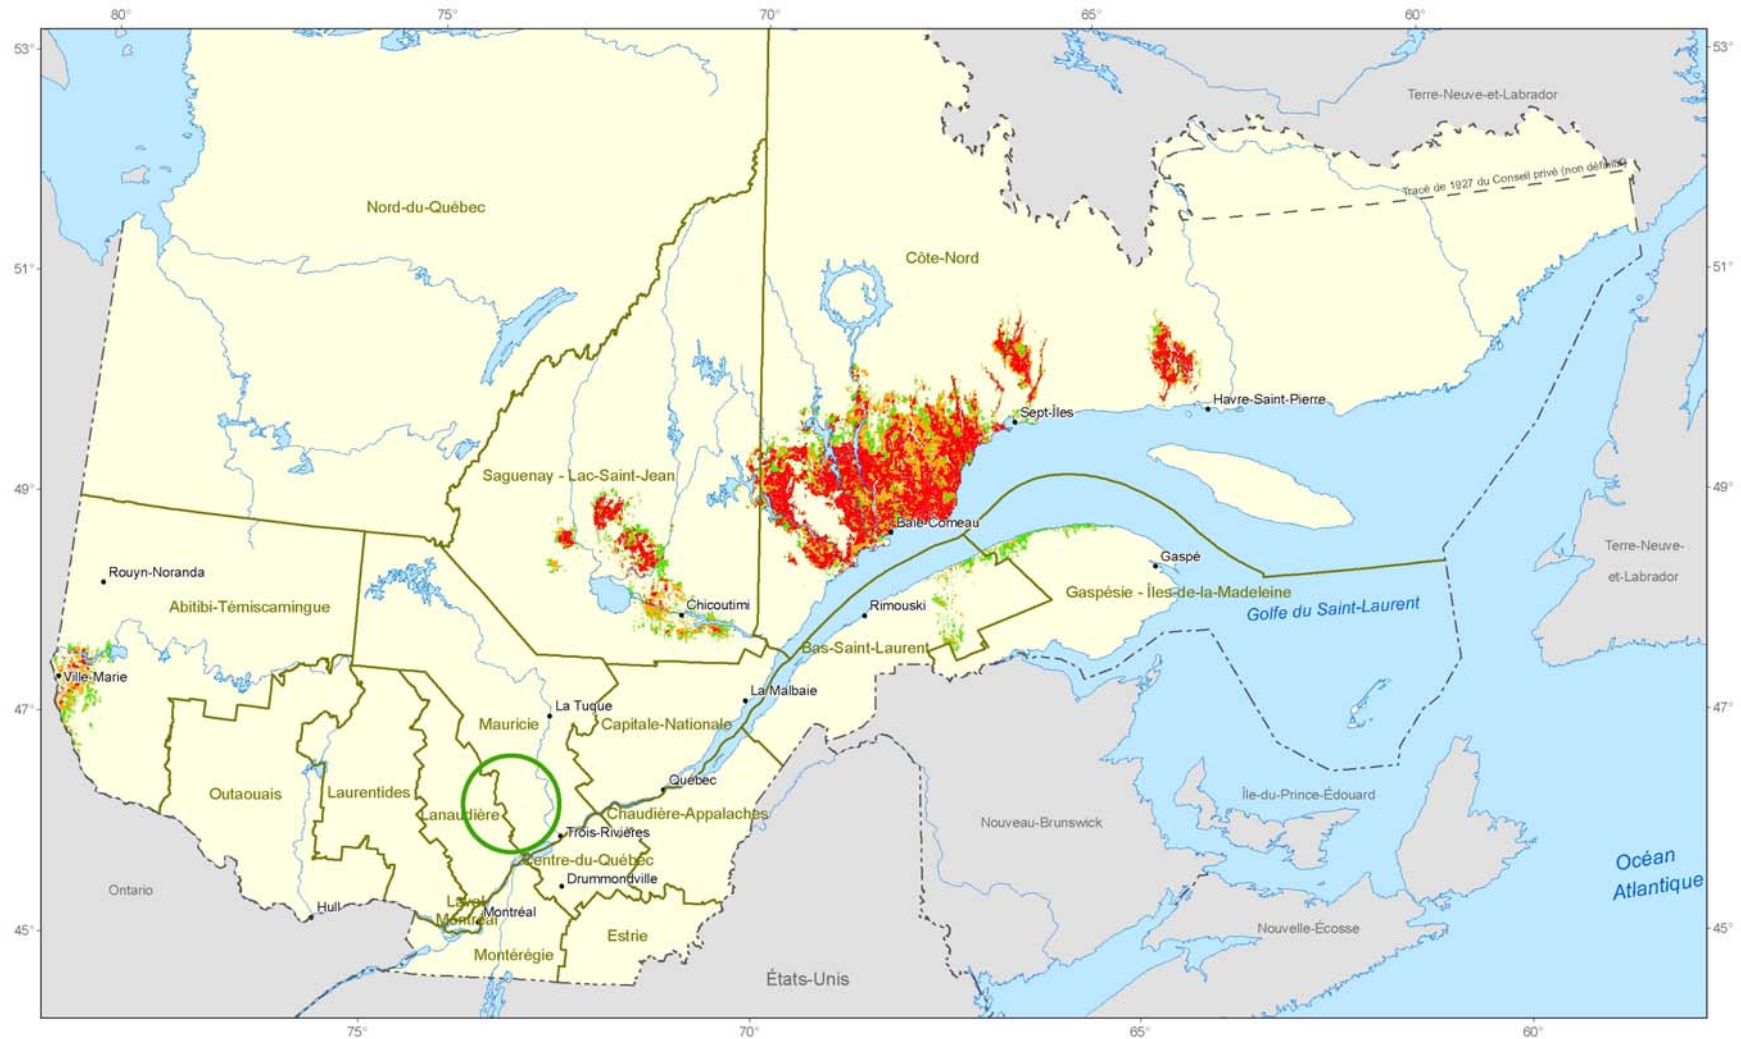 80°
75°
70°
65°
60°
53°
53°
Terre-Neuve-et-Labrador
Tracé de 1927 du Conseil privé (non définitif)
Nord-du-Québec
Côte-Nord
51°
51°
Havre-Saint-Pierre
Sept-Îles
Saguenay - Lac-Saint-Jean
49°
49°
Baie-Comeau
Gaspé
Terre-Neuve-
et-Labrador
Rouyn-Noranda
Abitibi-Témiscamingue
Chicoutimi
Rimouski
Gaspésie - Îles-de-la-Madeleine
Golfe du Saint-Laurent
Bas-Saint-Laurent
Ville-Marie
La Malbaie
47°
47°
La Tuque
Mauricie
Capitale-Nationale
Québec
Outaouais
Laurentides
Lanaudière
Chaudière-Appalaches
Île-du-Prince-Édouard
Nouveau-Brunswick
Trois-Rivières
Centre-du-Québec
Drummondville
Océan
Atlantique
Ontario
Hull
Laval
Montréal
Montréal
45°
45°
Estrie
Nouvelle-Écosse
Montérégie
États-Unis
75°
70°
65°
60°